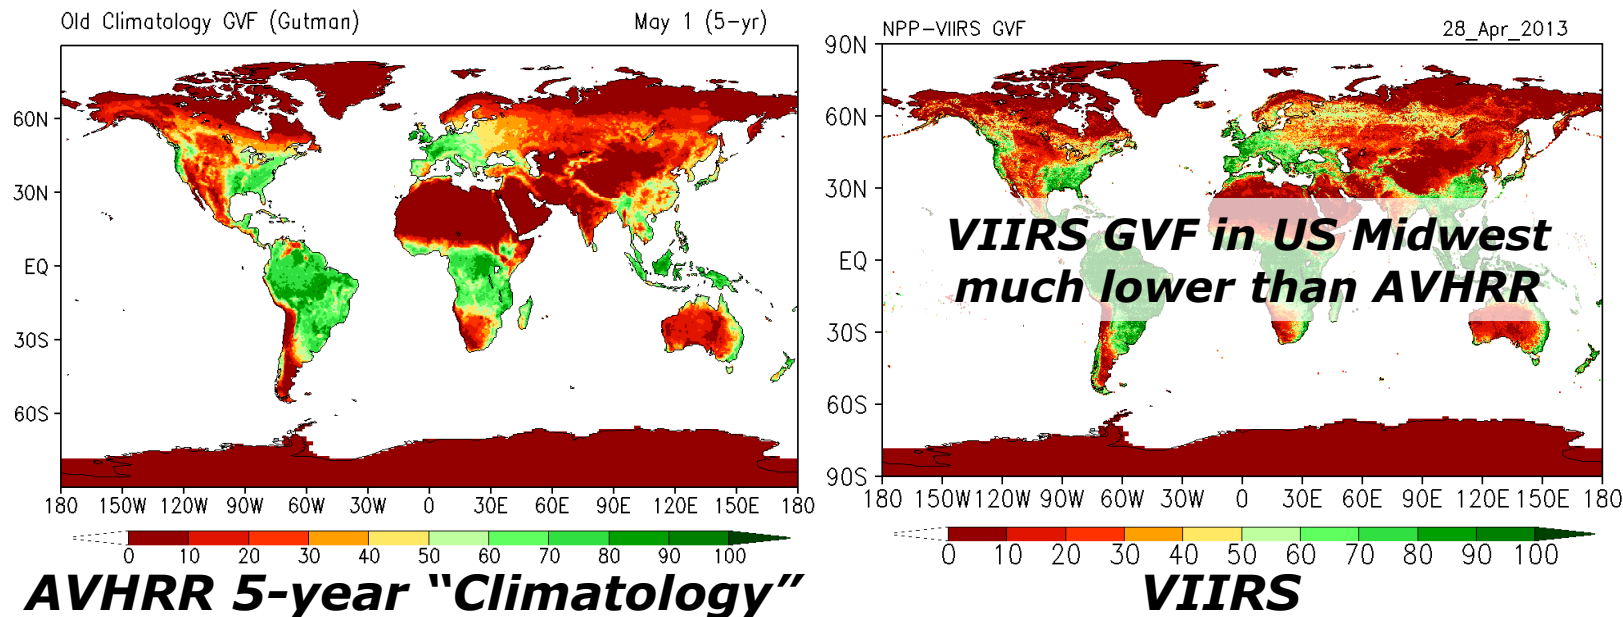 Old Climatology GVF (Gutman) May 1 (5-yr)
60N
30N
EQ
30S
60S
180 150W 120W 90W 60W 30W 0 30E 60E 90E 120E 150E 180
0 10 20 30 40 50 60 70 80 90 100
AVHRR 5-year “Climatology”
NPP-VIIRS GVF 28_Apr_2013
90N
60N
30N
EQ
30S
60S
90S
VIIRS GVF in US Midwest
much lower than AVHRR
180 150W 120W 90W 60W 30W 0 30E 60E 90E 120E 150E 180
0 10 20 30 40 50 60 70 80 90 100
VIIRS